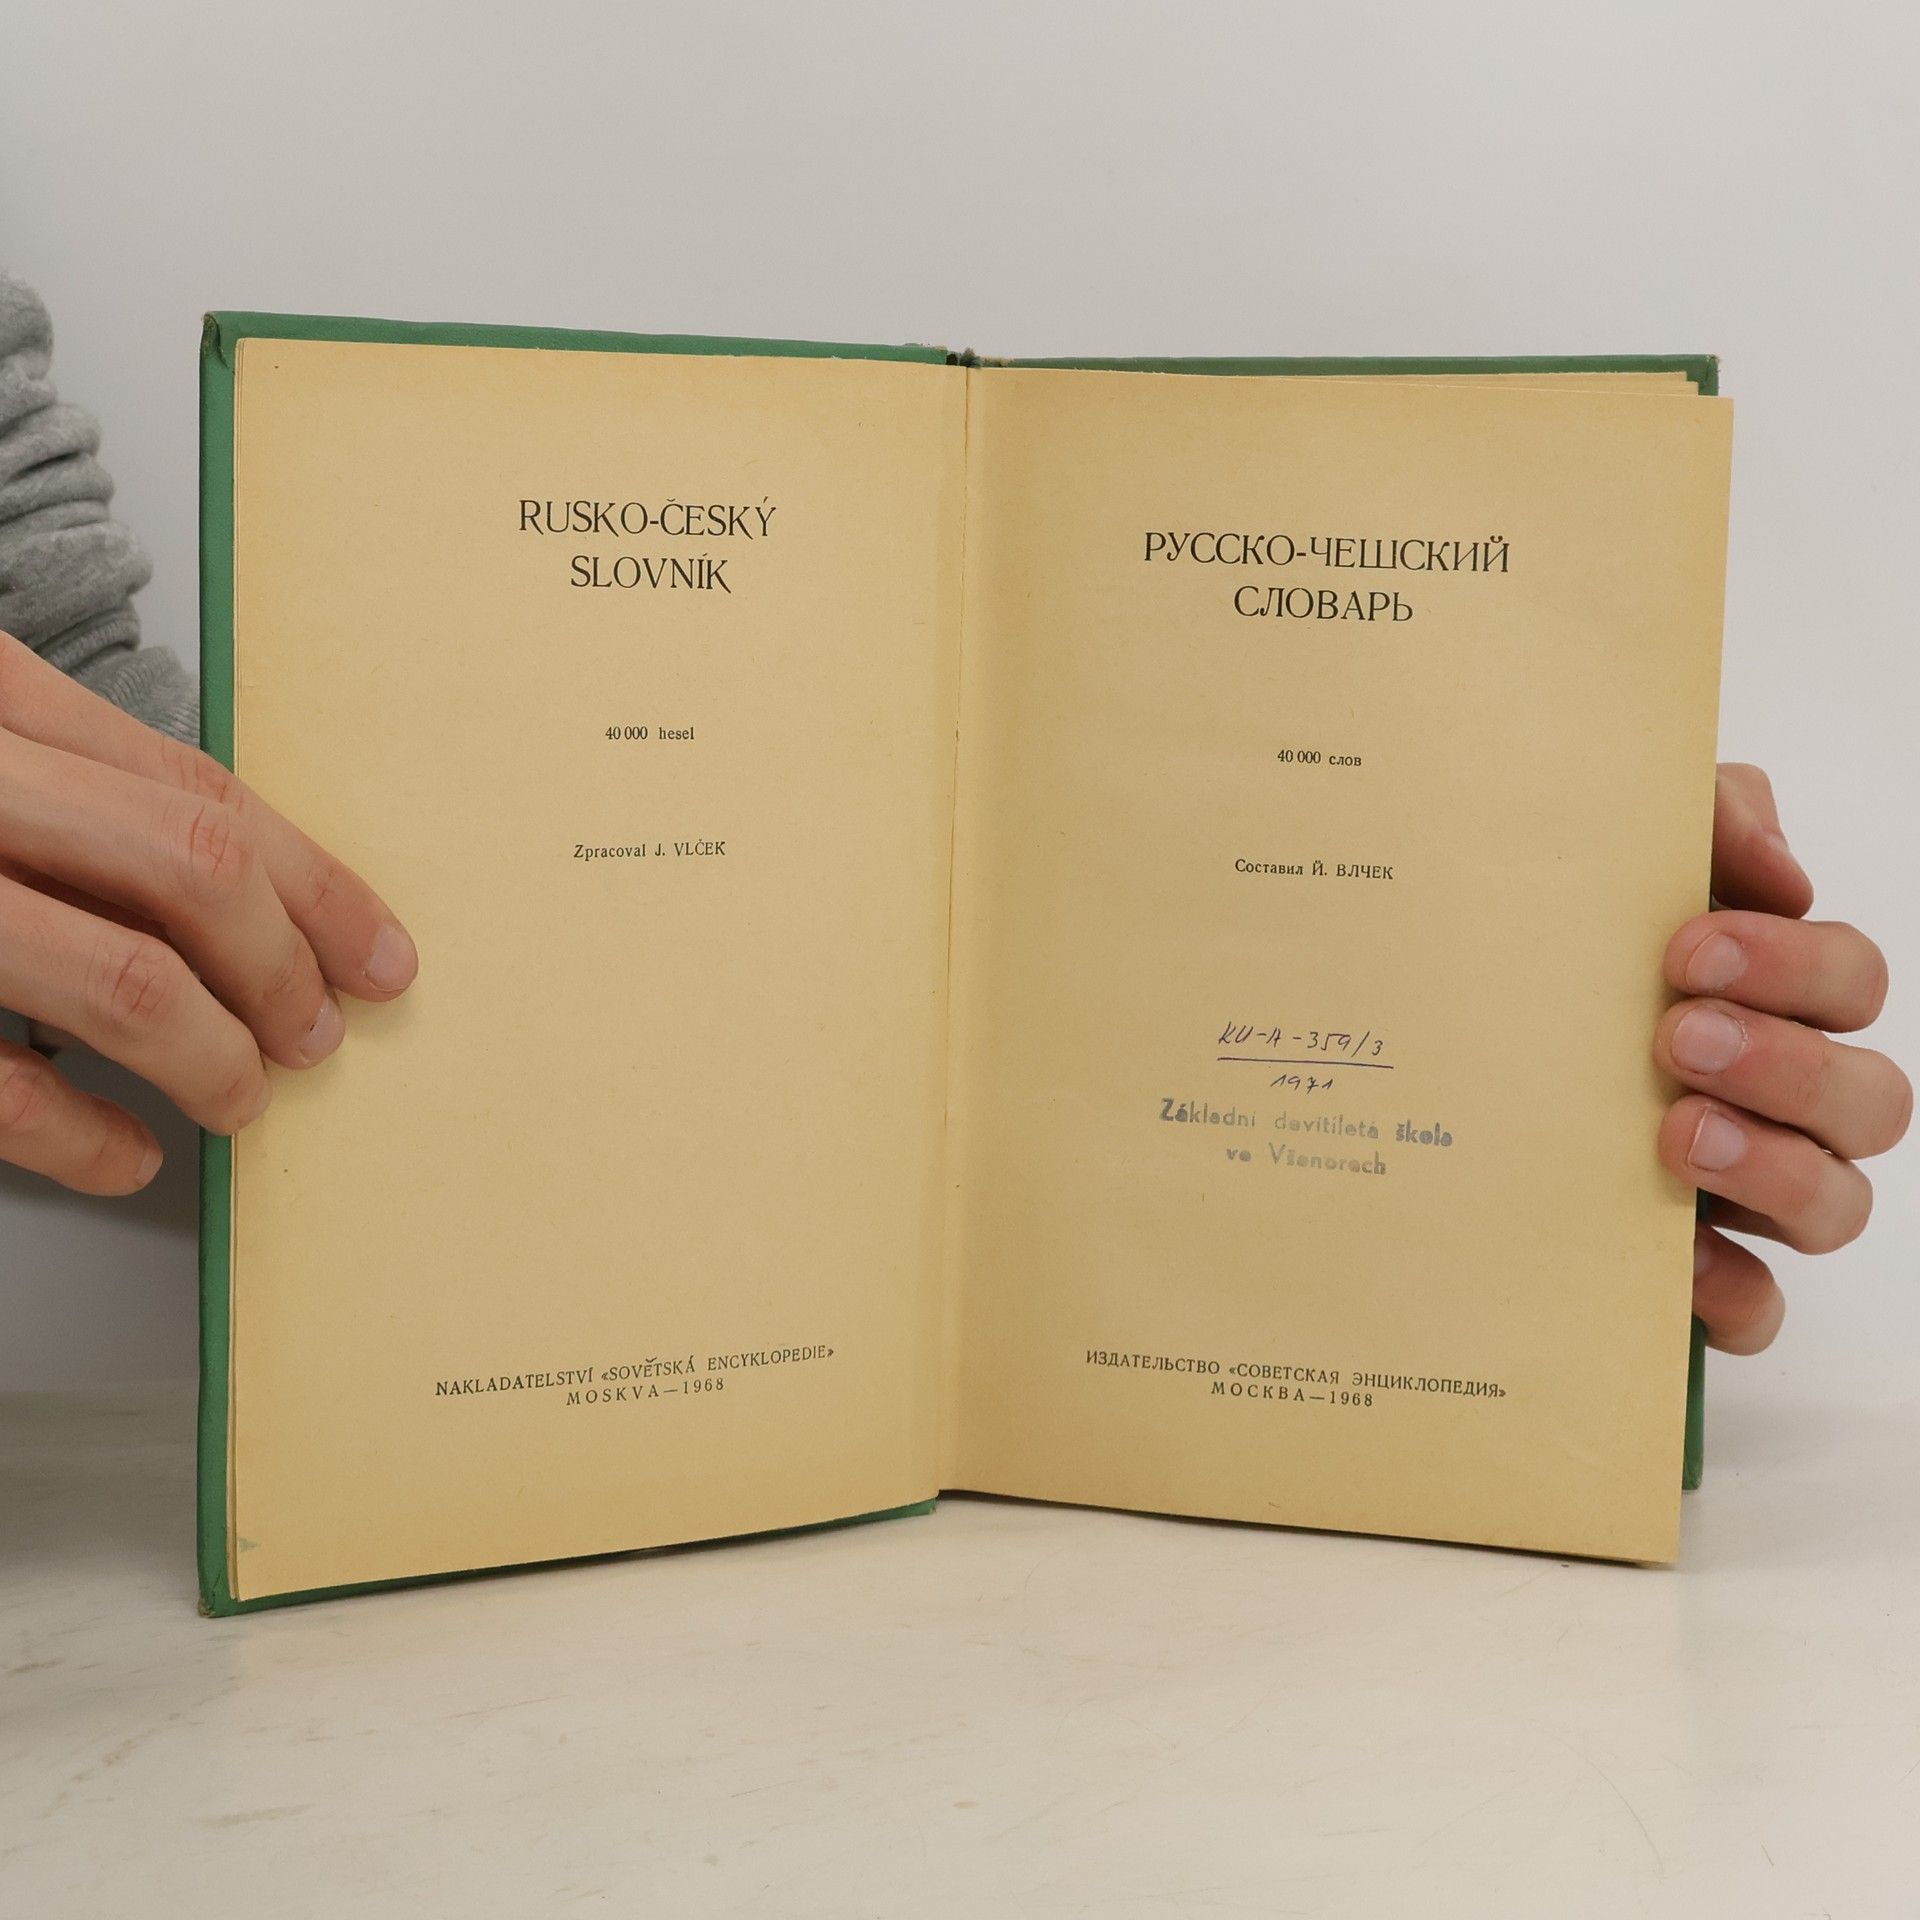 RUSKO-ČESKÝ
SLOVNÍK
40 000 hesel
Zpracoval J. VLČEK
NAKLADATELSTVÍ «SOVĚTSKÁ ENCYKLOPEDIE»
MOSKVA—1968
РУССКО-ЧЕШСКИЙ
СЛОВАРЬ
40 000 слов
Составил Й. ВЛЧЕК
KU-A-359/3
1971
Základní devítiletá škola
ve Všenorech
ИЗДАТЕЛЬСТВО «СОВЕТСКАЯ ЭНЦИКЛОПЕДИЯ»
МОСКВА—1968